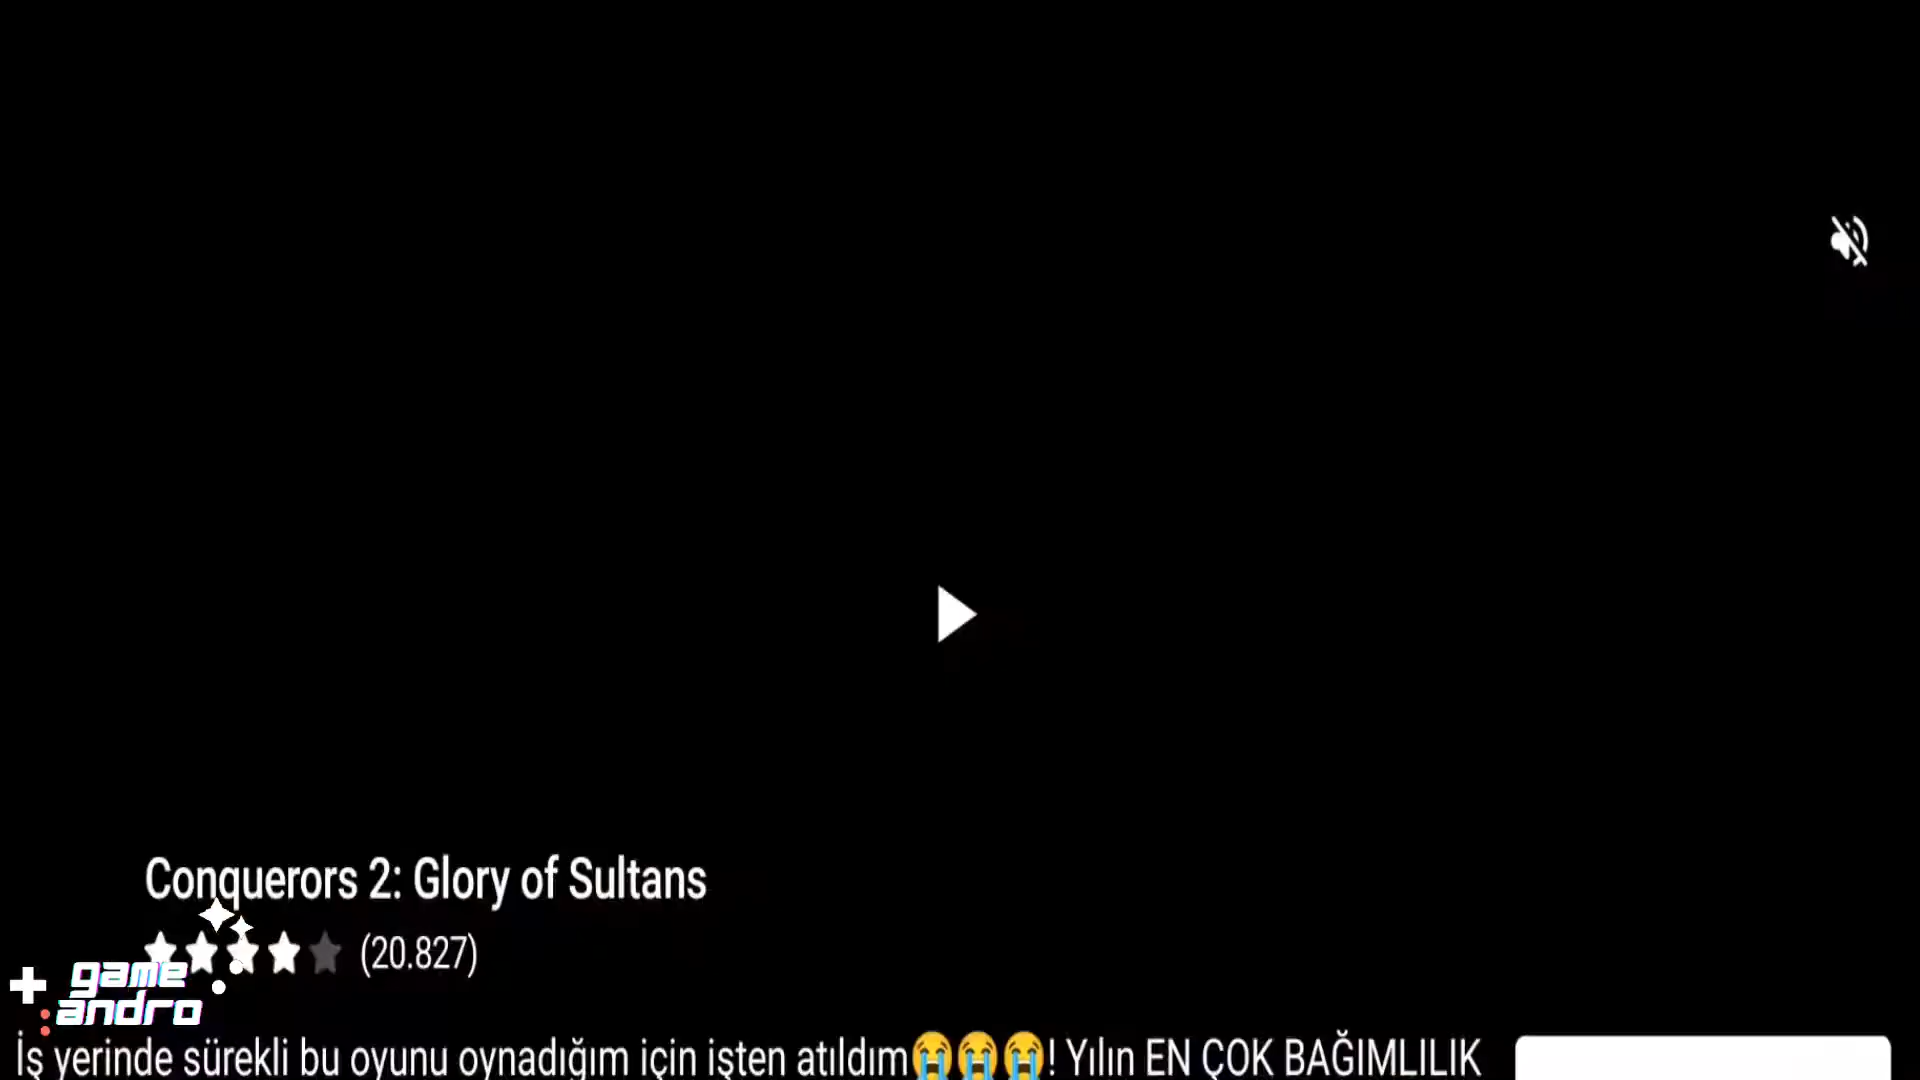 Conquerors 2: Glory of Sultans
(20.827)
game
andro
İş yerinde sürekli bu oyunu oynadığım için işten atıldım😭😭😭! Yılın EN ÇOK BAĞIMLILIK